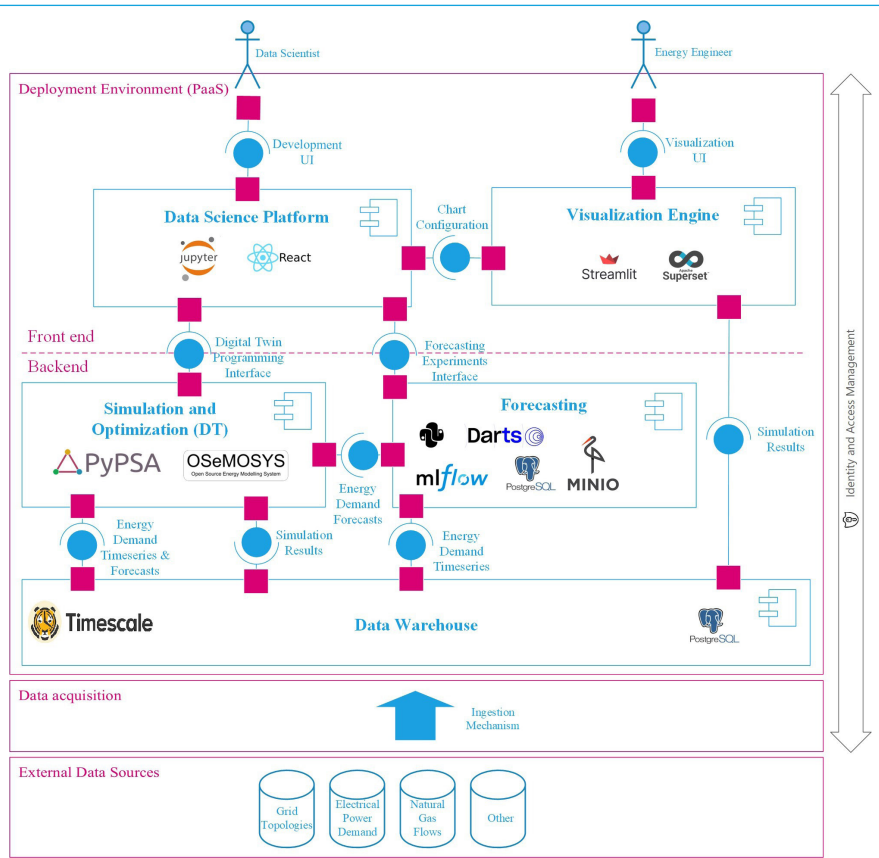 Data Scientist
Energy Engineer
Deployment Environment (PaaS)
Development
UI
Visualization
UI
Data Science Platform
Chart
Configuration
Visualization Engine
jupyter
React
Streamlit
Apache
Superset
Front end
Backend
Digital Twin
Programming
Interface
Forecasting
Experiments
Interface
Simulation and
Optimization (DT)
PyPSA
OSeMOSYS
Open Source Energy Modelling System
Energy
Demand
Forecasts
Forecasting
Darts
mlflow
PostgreSQL
MINIO
Simulation
Results
Identity and Access Management
Energy
Demand
Timeseries &
Forecasts
Simulation
Results
Energy
Demand
Timeseries
Timescale
Data Warehouse
PostgreSQL
Data acquisition
Ingestion
Mechanism
External Data Sources
Grid
Topologies
Electrical
Power
Demand
Natural
Gas
Flows
Other